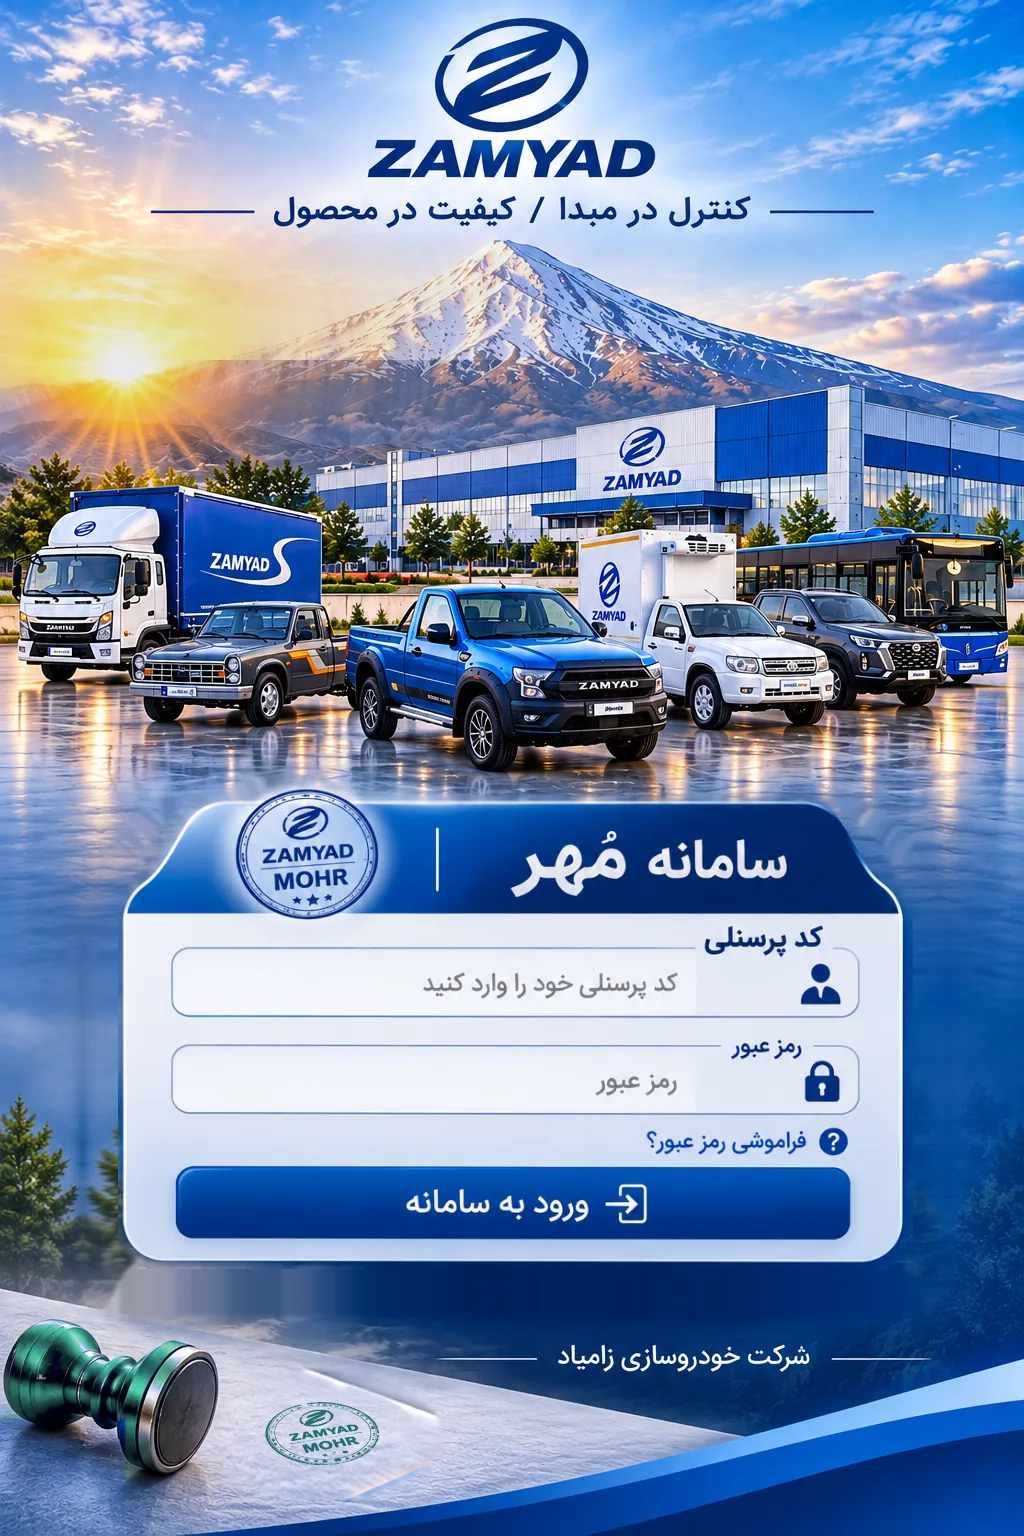 ZAMYAD
کنترل در مبدا / کیفیت در محصول
ZAMYAD
ZAMYAD
ZAMYAD
ZAMYAD
سامانه مُهر
ZAMYAD
MOHR
کد پرسنلی
کد پرسنلی خود را وارد کنید
رمز عبور
رمز عبور
فراموشی رمز عبور؟
ورود به سامانه
شرکت خودروسازی زامیاد
ZAMYAD
MOHR